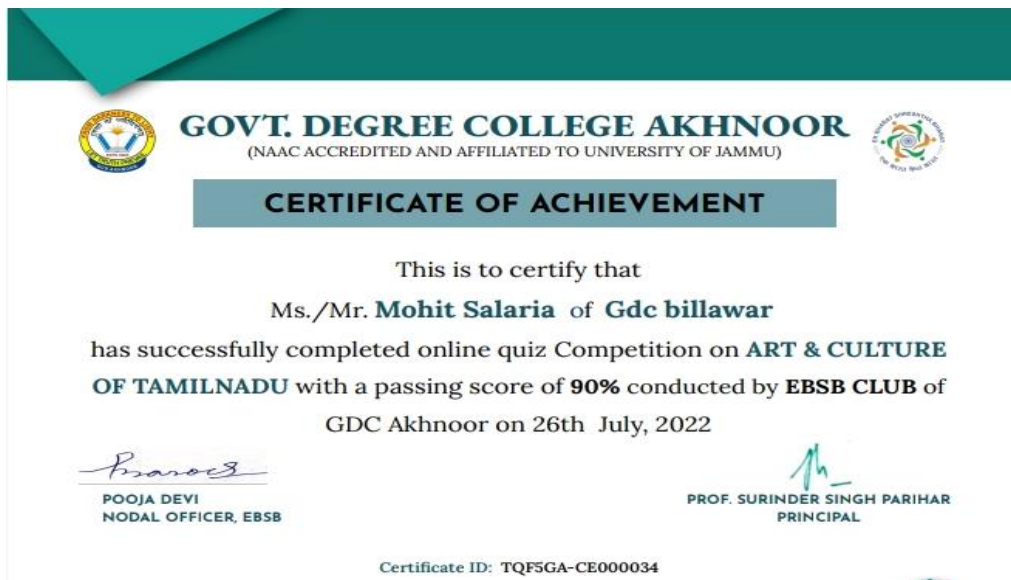 GOVT. DEGREE COLLEGE AKHNOOR
(NAAC ACCREDITED AND AFFILIATED TO UNIVERSITY OF JAMMU)
CERTIFICATE OF ACHIEVEMENT
This is to certify that
Ms./Mr. Mohit Salaria of Gdc billawar
has successfully completed online quiz Competition on ART & CULTURE
OF TAMILNADU with a passing score of 90% conducted by EBSB CLUB of
GDC Akhnoor on 26th July, 2022
POOJA DEVI
NODAL OFFICER, EBSB
PROF. SURINDER SINGH PARIHAR
PRINCIPAL
Certificate ID: TQF5GA-CE000034